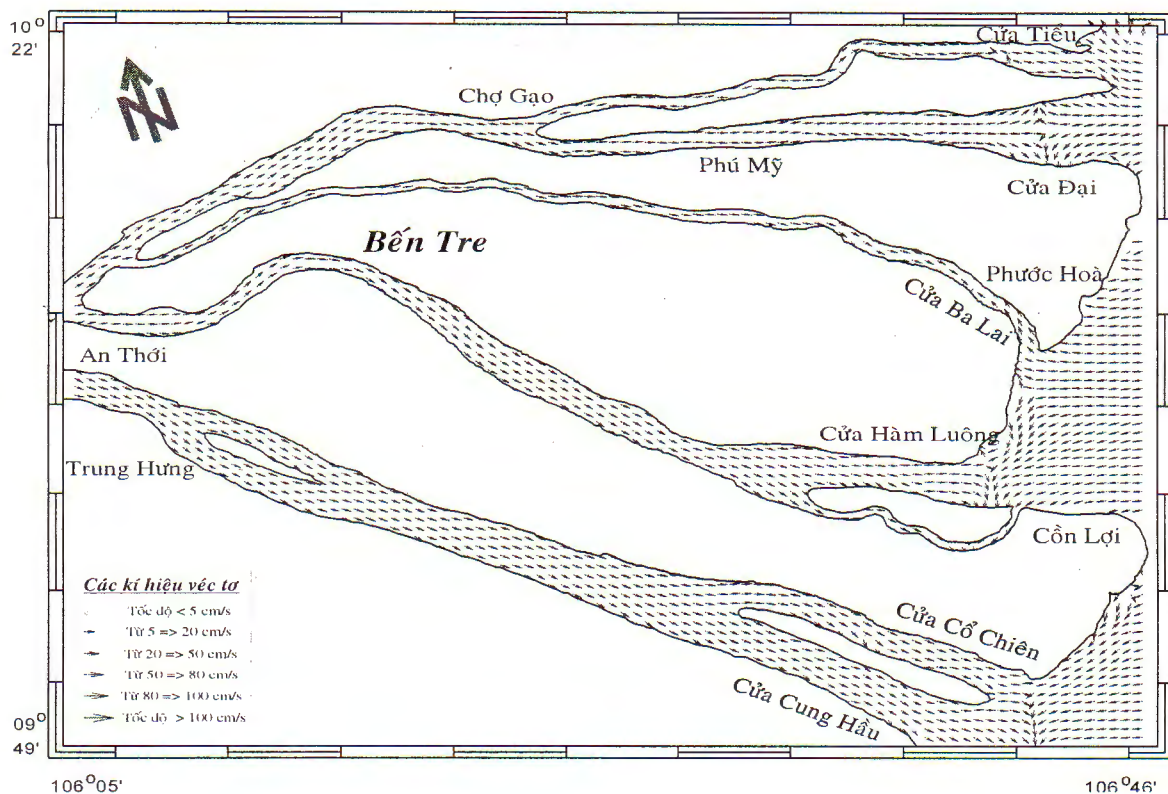 10°
22'
N
Cửa Tiểu
Chợ Gạo
Phú Mỹ
Cửa Đại
Bến Tre
Phước Hoà
Cửa Ba Lai
An Thới
Cửa Hàm Luông
Trung Hưng
Cồn Lợi
Các kí hiệu véc tơ
Tốc độ < 5 cm/s
Từ 5 => 20 cm/s
Từ 20 => 50 cm/s
Từ 50 => 80 cm/s
Từ 80 => 100 cm/s
Tốc độ > 100 cm/s
Cửa Cổ Chiên
Cửa Cung Hầu
09°
49'
106°05'
106°46'